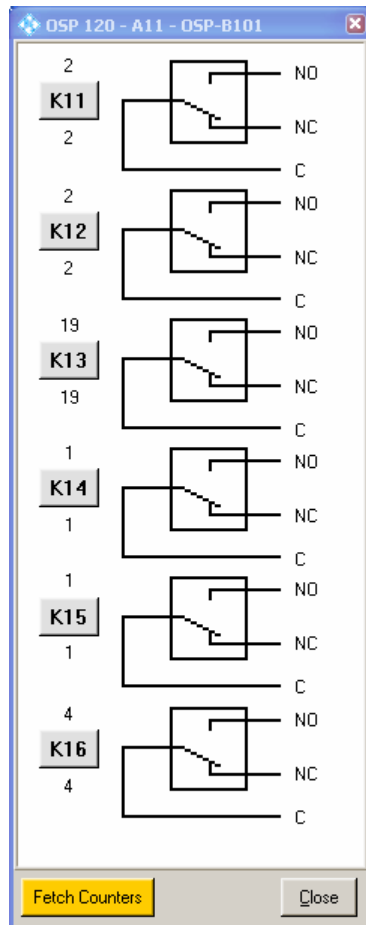 OSP 120 - A11 - OSP-B101
2
NO
K11
NC
2
C
2
NO
K12
NC
2
C
19
NO
K13
NC
19
C
1
NO
K14
NC
1
C
1
NO
K15
NC
1
C
4
NO
K16
NC
4
C
Fetch Counters
Close